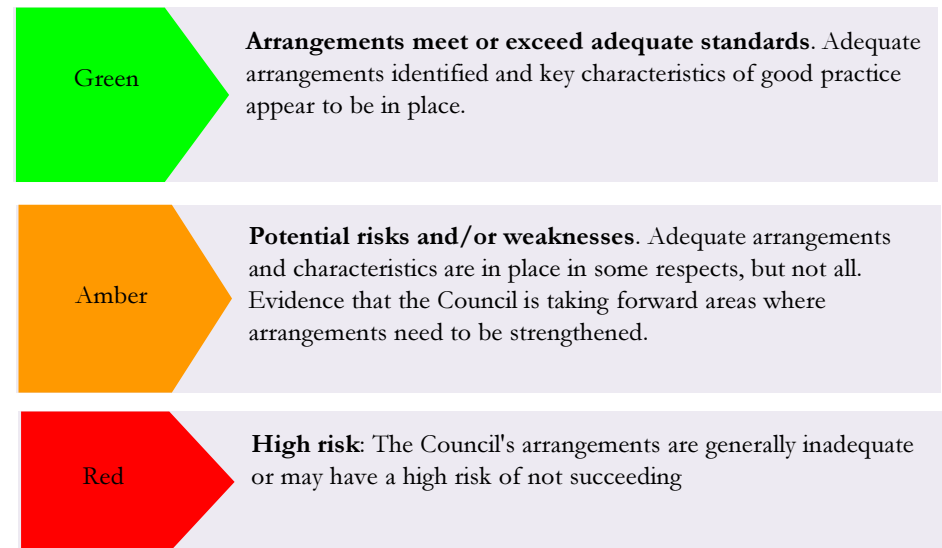 Green
Arrangements meet or exceed adequate standards. Adequate
arrangements identified and key characteristics of good practice
appear to be in place.
Amber
Potential risks and/or weaknesses. Adequate arrangements
and characteristics are in place in some respects, but not all.
Evidence that the Council is taking forward areas where
arrangements need to be strengthened.
Red
High risk: The Council's arrangements are generally inadequate
or may have a high risk of not succeeding